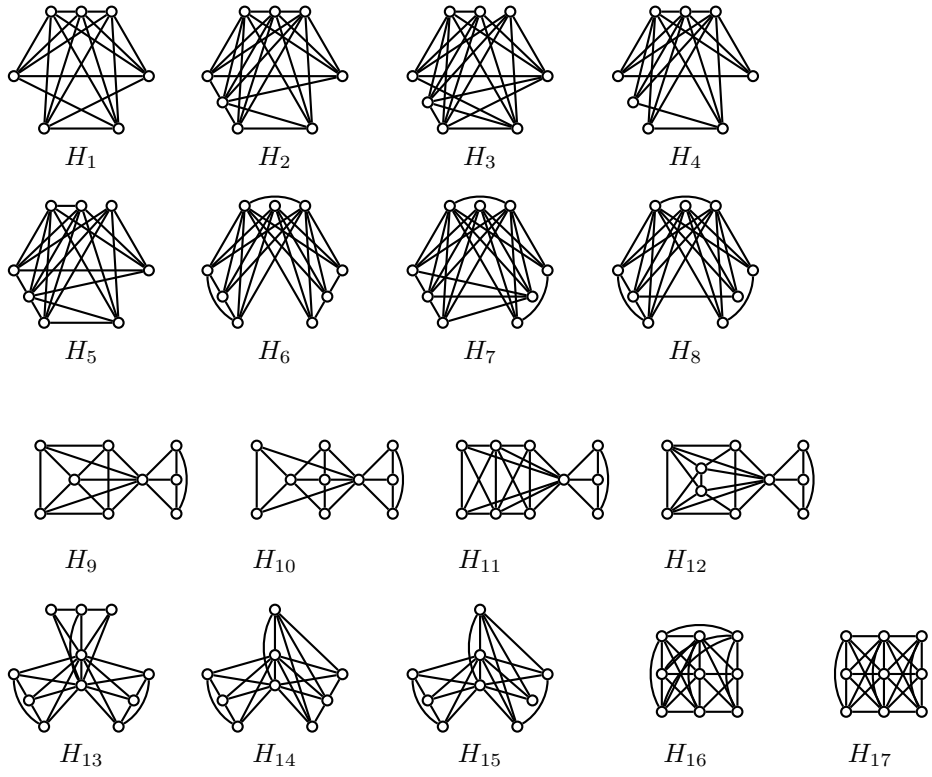 H₁ H₂ H₃ H₄
H₅ H₆ H₇ H₈
H₉ H₁₀ H₁₁ H₁₂
H₁₃ H₁₄ H₁₅ H₁₆ H₁₇